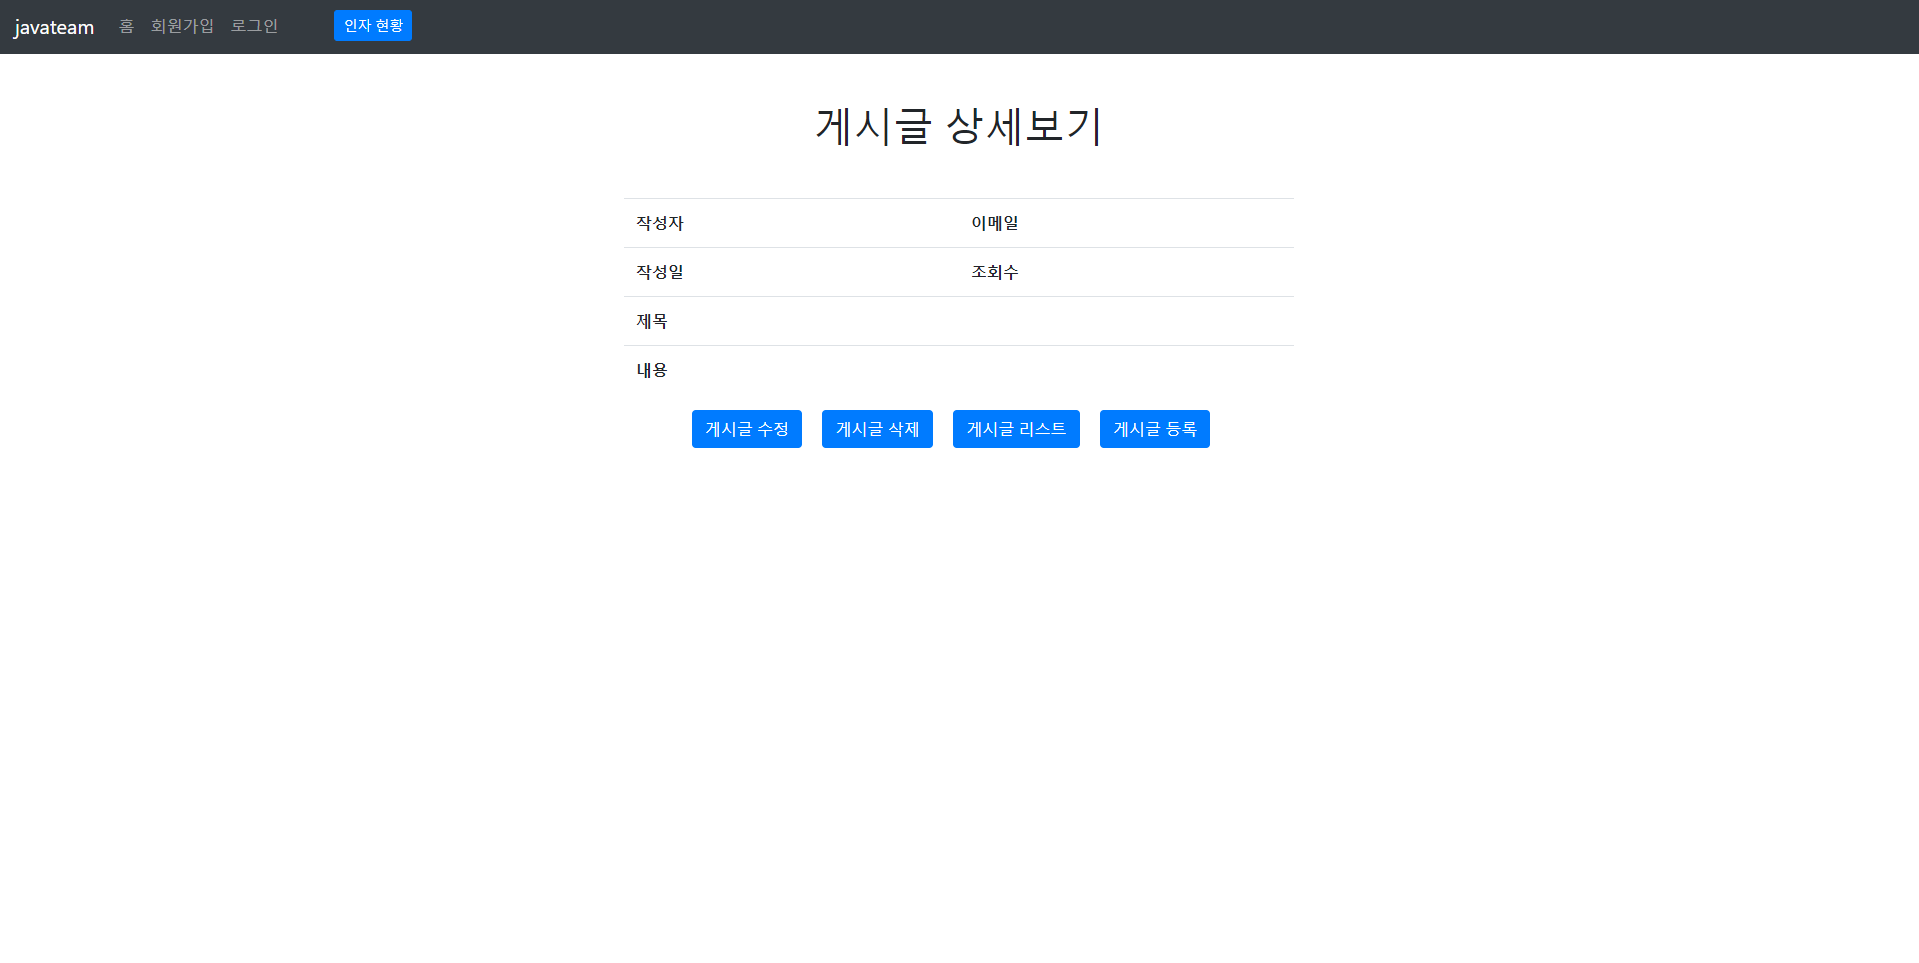 javateam 홈 회원가입 로그인 인자 현황
게시글 상세보기
작성자 이메일
작성일 조회수
제목
내용
게시글 수정 게시글 삭제 게시글 리스트 게시글 등록